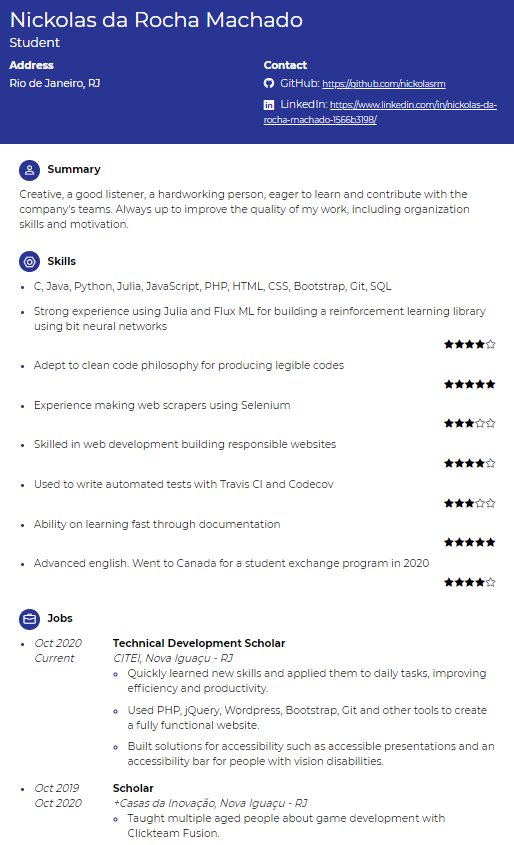 Nickolas da Rocha Machado
Student
Address
Rio de Janeiro, RJ
Contact
GitHub: https://github.com/nickolasrm
LinkedIn: https://www.linkedin.com/in/nickolas-da-
rocha-machado-1566b3198/
Summary
Creative, a good listener, a hardworking person, eager to learn and contribute with the
company's teams. Always up to improve the quality of my work, including organization
skills and motivation.
Skills
• C, Java, Python, Julia, JavaScript, PHP, HTML, CSS, Bootstrap, Git, SQL
• Strong experience using Julia and Flux ML for building a reinforcement learning library
using bit neural networks
★★★★☆
• Adept to clean code philosophy for producing legible codes
★★★★★
• Experience making web scrapers using Selenium
★★★☆☆
• Skilled in web development building responsible websites
★★★★☆
• Used to write automated tests with Travis CI and Codecov
★★★☆☆
• Ability on learning fast through documentation
★★★★★
• Advanced english. Went to Canada for a student exchange program in 2020
★★★★☆
Jobs
• Oct 2020 Technical Development Scholar
Current CITEI, Nova Iguaçu - RJ
◦ Quickly learned new skills and applied them to daily tasks, improving
efficiency and productivity.
◦ Used PHP, jQuery, Wordpress, Bootstrap, Git and other tools to create
a fully functional website.
◦ Built solutions for accessibility such as accessible presentations and an
accessibility bar for people with vision disabilities.
• Oct 2019 Scholar
Oct 2020 +Casas da Inovação, Nova Iguaçu - RJ
◦ Taught multiple aged people about game development with
Clickteam Fusion.